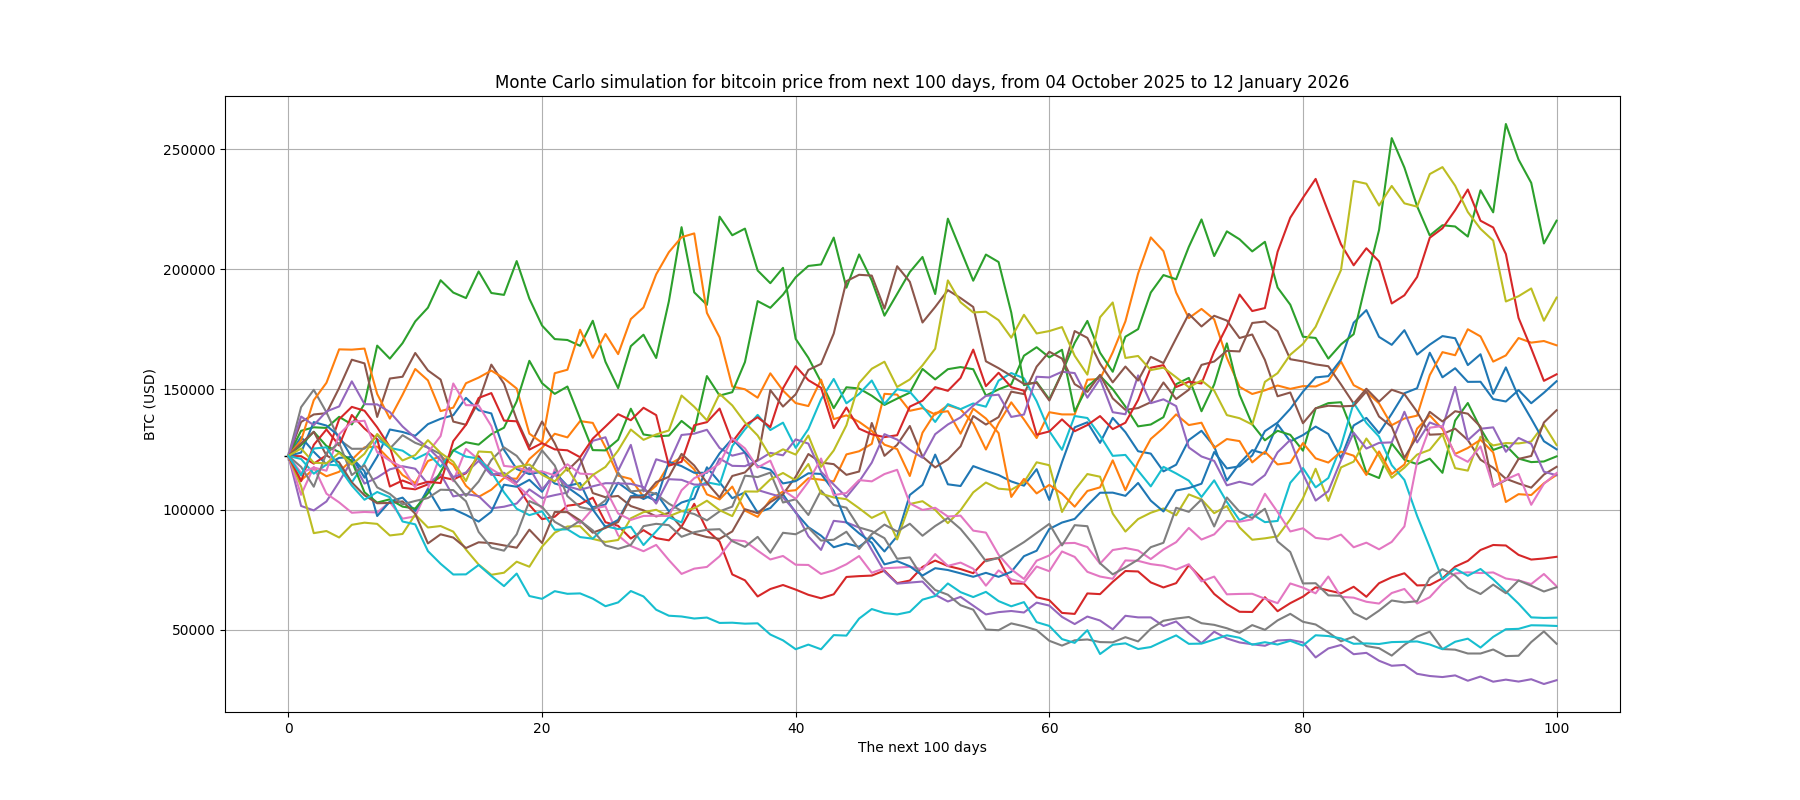 Monte Carlo simulation for bitcoin price from next 100 days, from 04 October 2025 to 12 January 2026
250000
200000
150000
100000
50000
BTC (USD)
0 20 40 60 80 100
The next 100 days